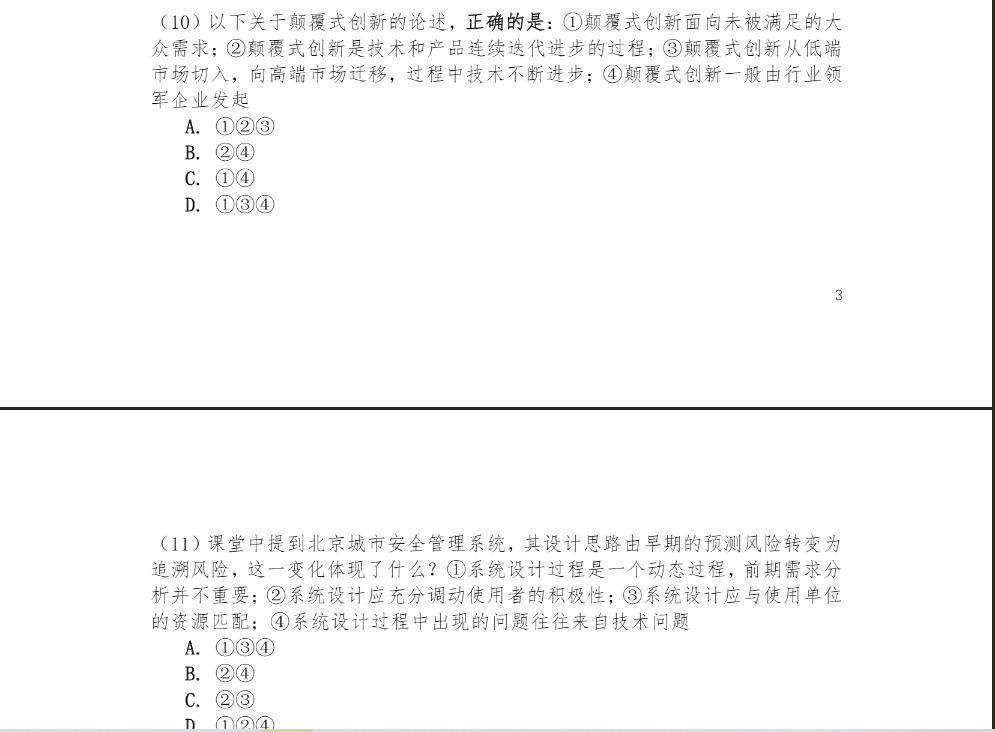 （10）以下关于颠覆式创新的论述，正确的是：①颠覆式创新面向未被满足的大
众需求；②颠覆式创新是技术和产品连续迭代进步的过程；③颠覆式创新从低端
市场切入，向高端市场迁移，过程中技术不断进步；④颠覆式创新一般由行业领
军企业发起
A. ①②③
B. ②④
C. ①④
D. ①③④
3
（11）课堂中提到北京城市安全管理系统，其设计思路由早期的预测风险转变为
追溯风险，这一变化体现了什么？①系统设计过程是一个动态过程，前期需求分
析并不重要；②系统设计应充分调动使用者的积极性；③系统设计应与使用单位
的资源匹配；④系统设计过程中出现的问题往往来自技术问题
A. ①③④
B. ②④
C. ②③
D. ①②④